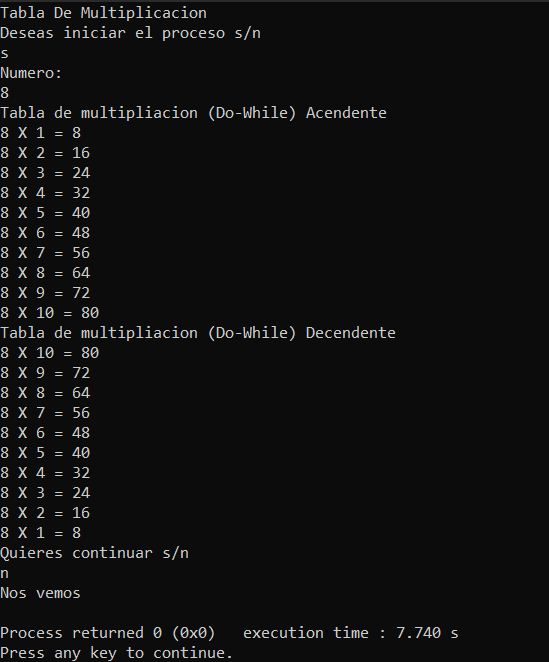 Tabla De Multiplicacion
Deseas iniciar el proceso s/n
s
Numero:
8
Tabla de multipliacion (Do-While) Acendente
8 X 1 = 8
8 X 2 = 16
8 X 3 = 24
8 X 4 = 32
8 X 5 = 40
8 X 6 = 48
8 X 7 = 56
8 X 8 = 64
8 X 9 = 72
8 X 10 = 80
Tabla de multipliacion (Do-While) Decendente
8 X 10 = 80
8 X 9 = 72
8 X 8 = 64
8 X 7 = 56
8 X 6 = 48
8 X 5 = 40
8 X 4 = 32
8 X 3 = 24
8 X 2 = 16
8 X 1 = 8
Quieres continuar s/n
n
Nos vemos
Process returned 0 (0x0)   execution time : 7.740 s
Press any key to continue.